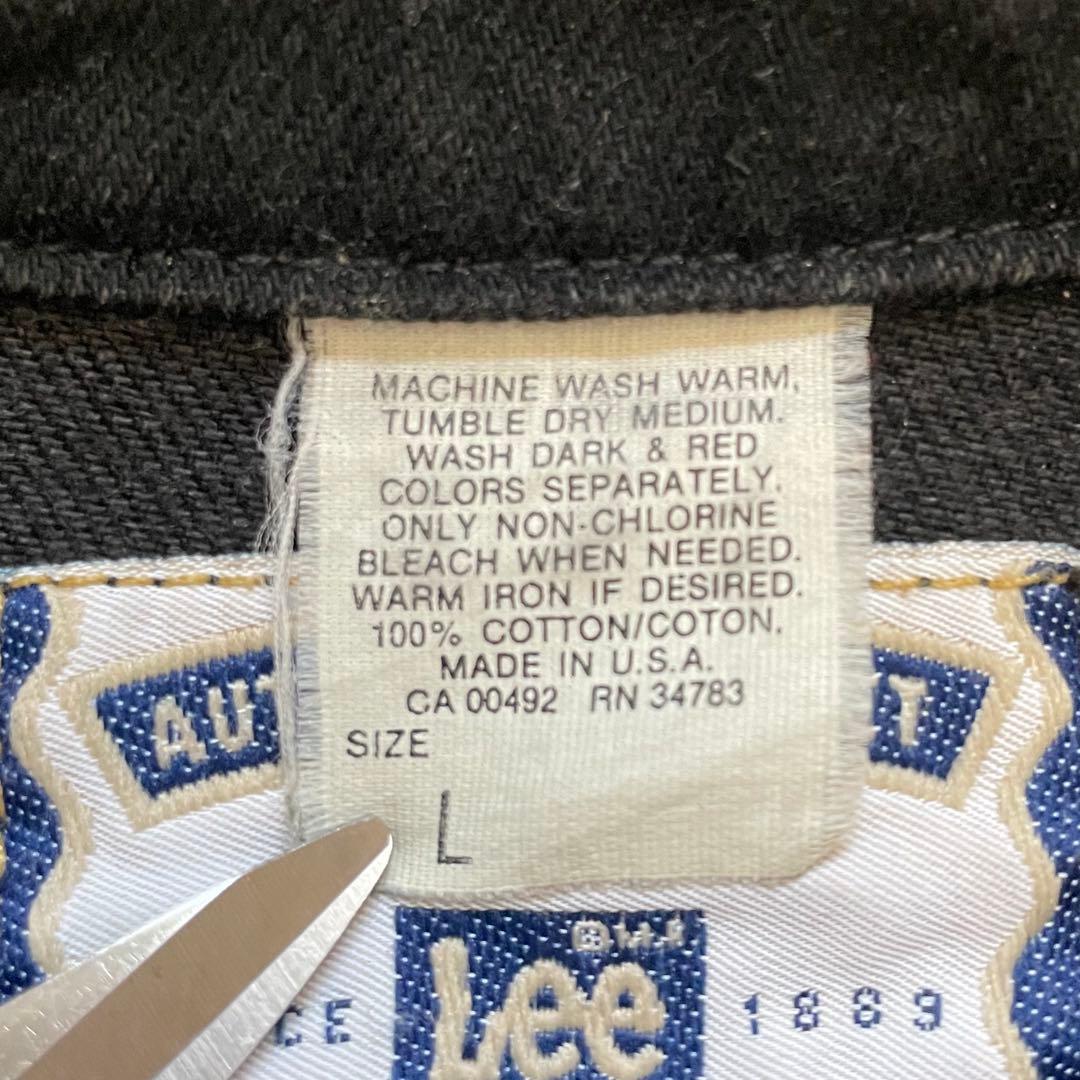 MACHINE WASH WARM,
TUMBLE DRY MEDIUM.
WASH DARK & RED
COLORS SEPARATELY.
ONLY NON-CHLORINE
BLEACH WHEN NEEDED.
WARM IRON IF DESIRED.
100% COTTON/COTON.
MADE IN U.S.A.
CA 00492 RN 34783
SIZE
L
Lee
1889